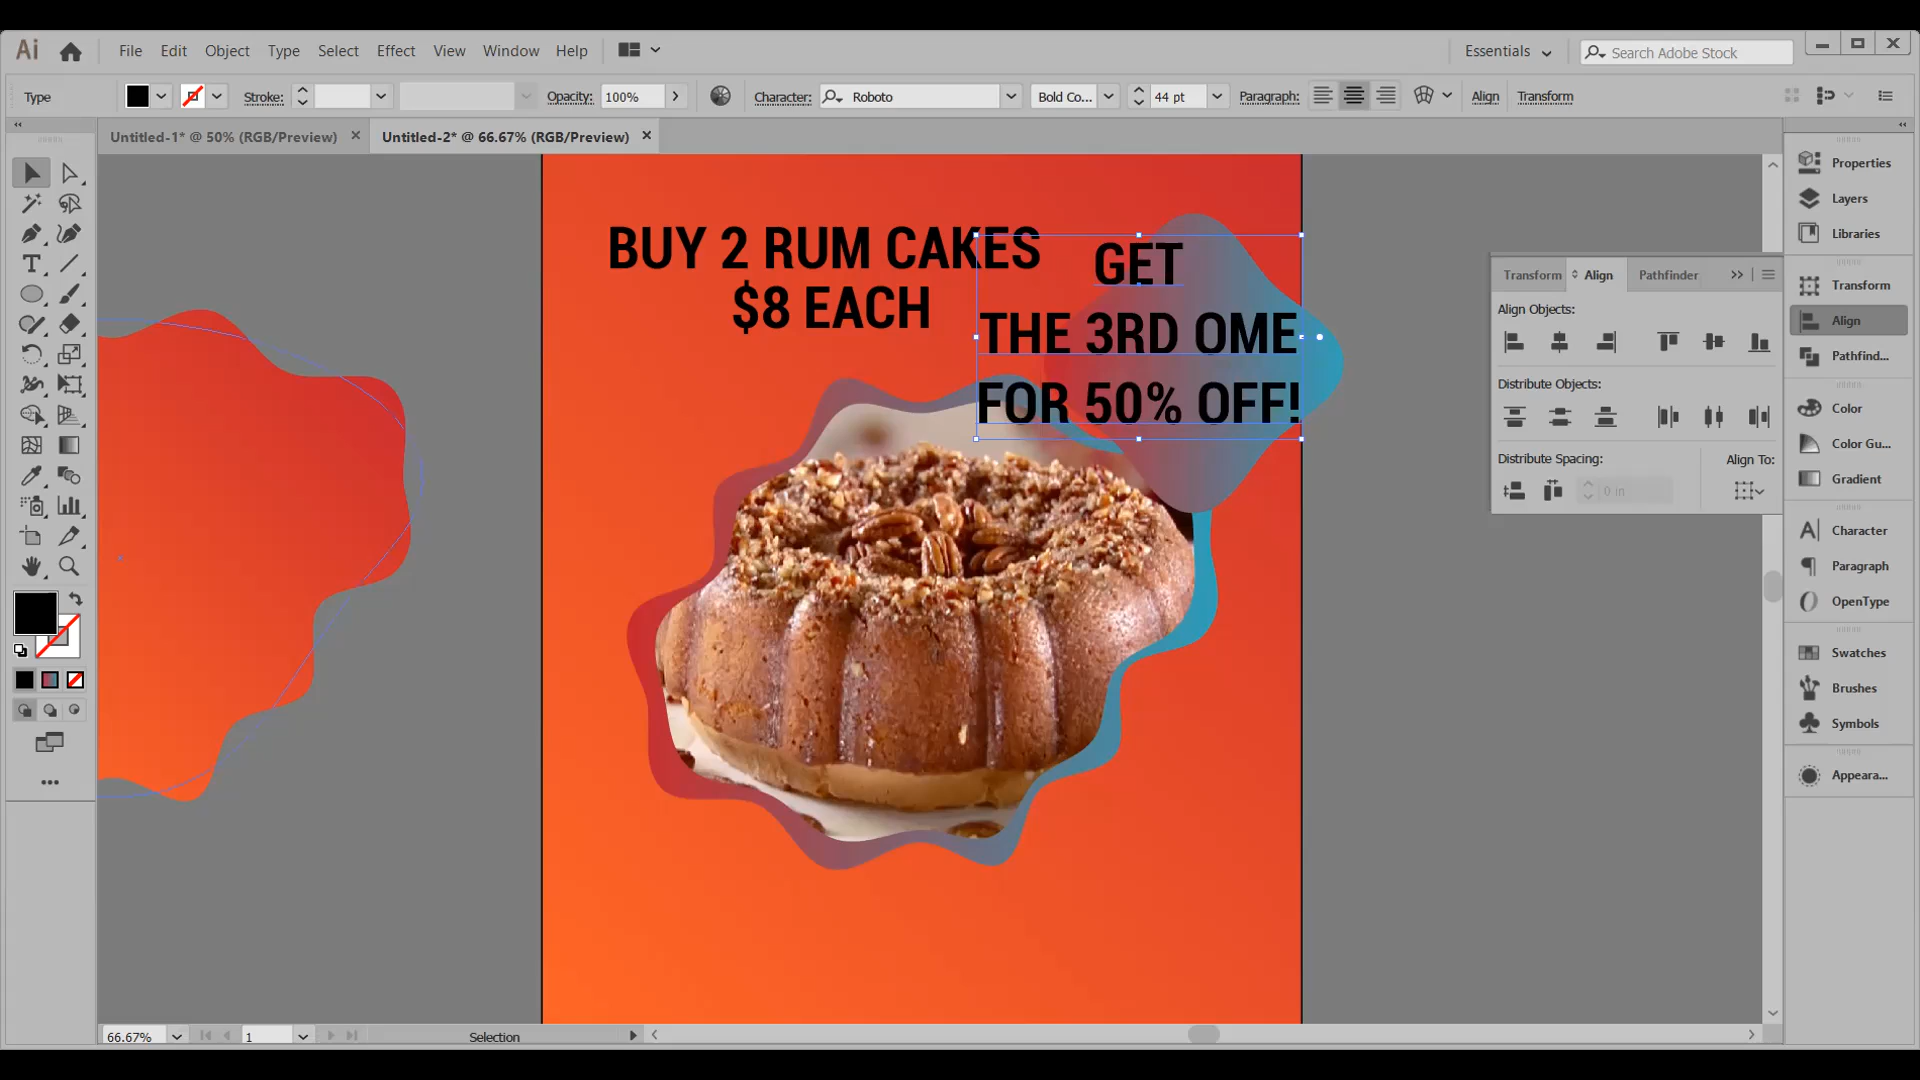 Ai File Edit Object Type Select Effect View Window Help Essentials Search Adobe Stock
Type Stroke: Opacity: 100% Character: Roboto Bold Co... 44 pt Paragraph: Align Transform
Untitled-1* @ 50% (RGB/Preview) Untitled-2* @ 66.67% (RGB/Preview)
BUY 2 RUM CAKES
$8 EACH
GET
THE 3RD OME
FOR 50% OFF!
Transform Align Pathfinder
Align Objects:
Distribute Objects:
Distribute Spacing: Align To:
0 in
Properties
Layers
Libraries
Transform
Align
Pathfind...
Color
Color Gu...
Gradient
Character
Paragraph
OpenType
Swatches
Brushes
Symbols
Appeara...
66.67% 1 Selection